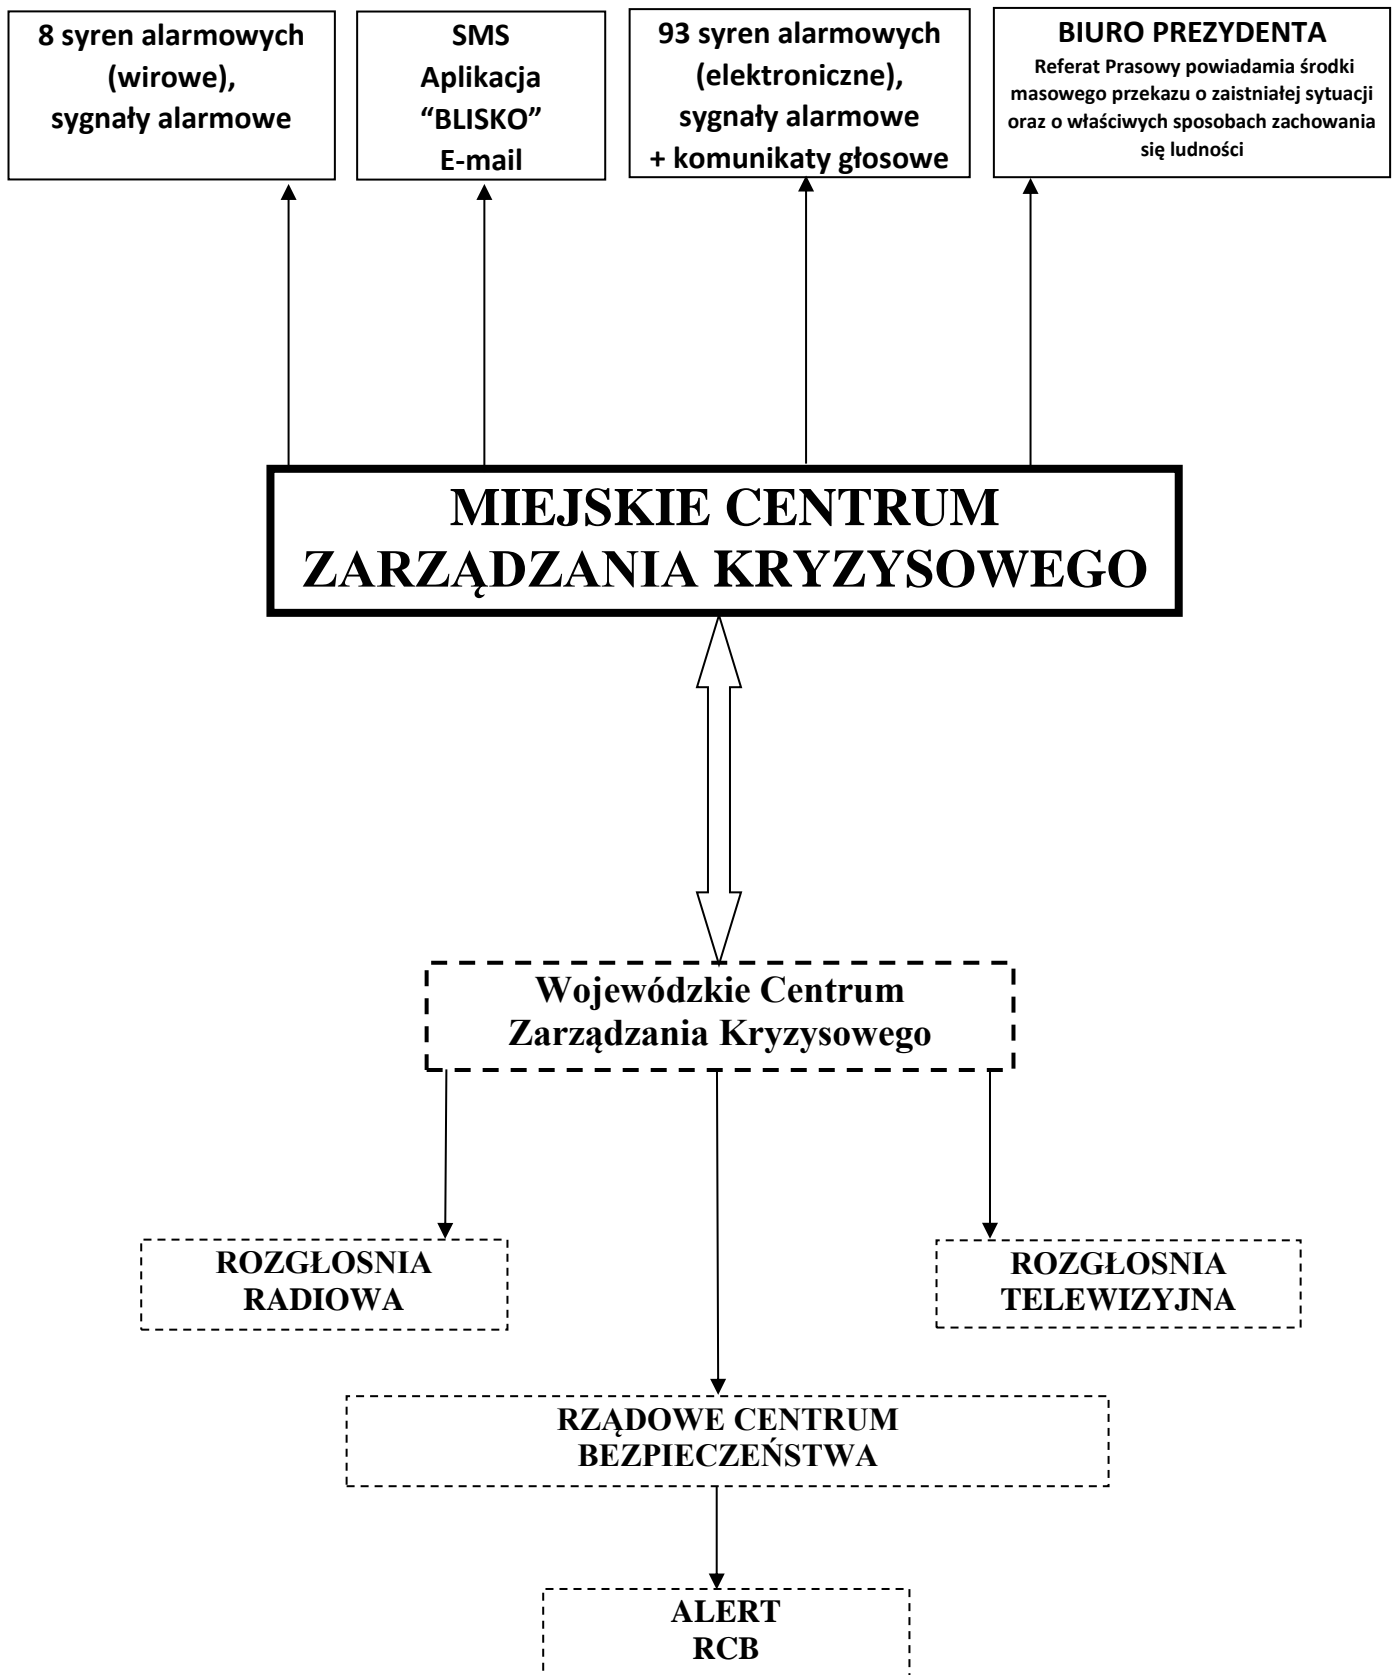 8 syren alarmowych
(wirowe),
sygnały alarmowe
SMS
Aplikacja
“BLISKO”
E-mail
93 syren alarmowych
(elektroniczne),
sygnały alarmowe
+ komunikaty głosowe
BIURO PREZYDENTA
Referat Prasowy powiadamia środki
masowego przekazu o zaistniałej sytuacji
oraz o właściwych sposobach zachowania
się ludności
MIEJSKIE CENTRUM
ZARZĄDZANIA KRYZYSOWEGO
Wojewódzkie Centrum
Zarządzania Kryzysowego
ROZGŁOSNIA
RADIOWA
ROZGŁOSNIA
TELEWIZYJNA
RZĄDOWE CENTRUM
BEZPIECZEŃSTWA
ALERT
RCB